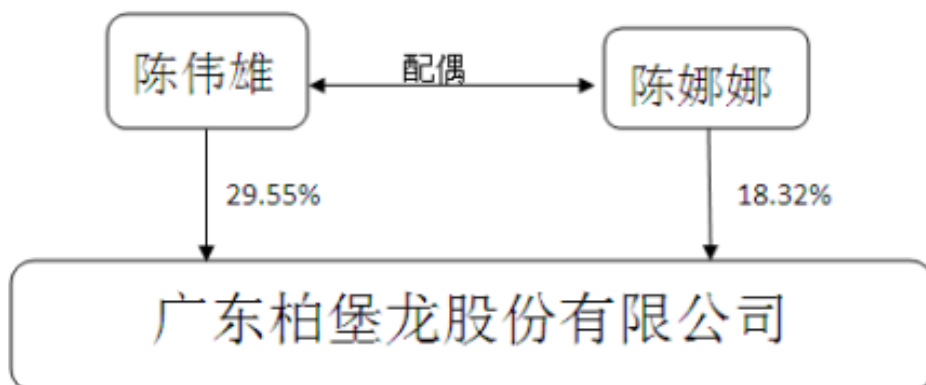 陈伟雄
配偶
陈娜娜
29.55%
18.32%
广东柏堡龙股份有限公司